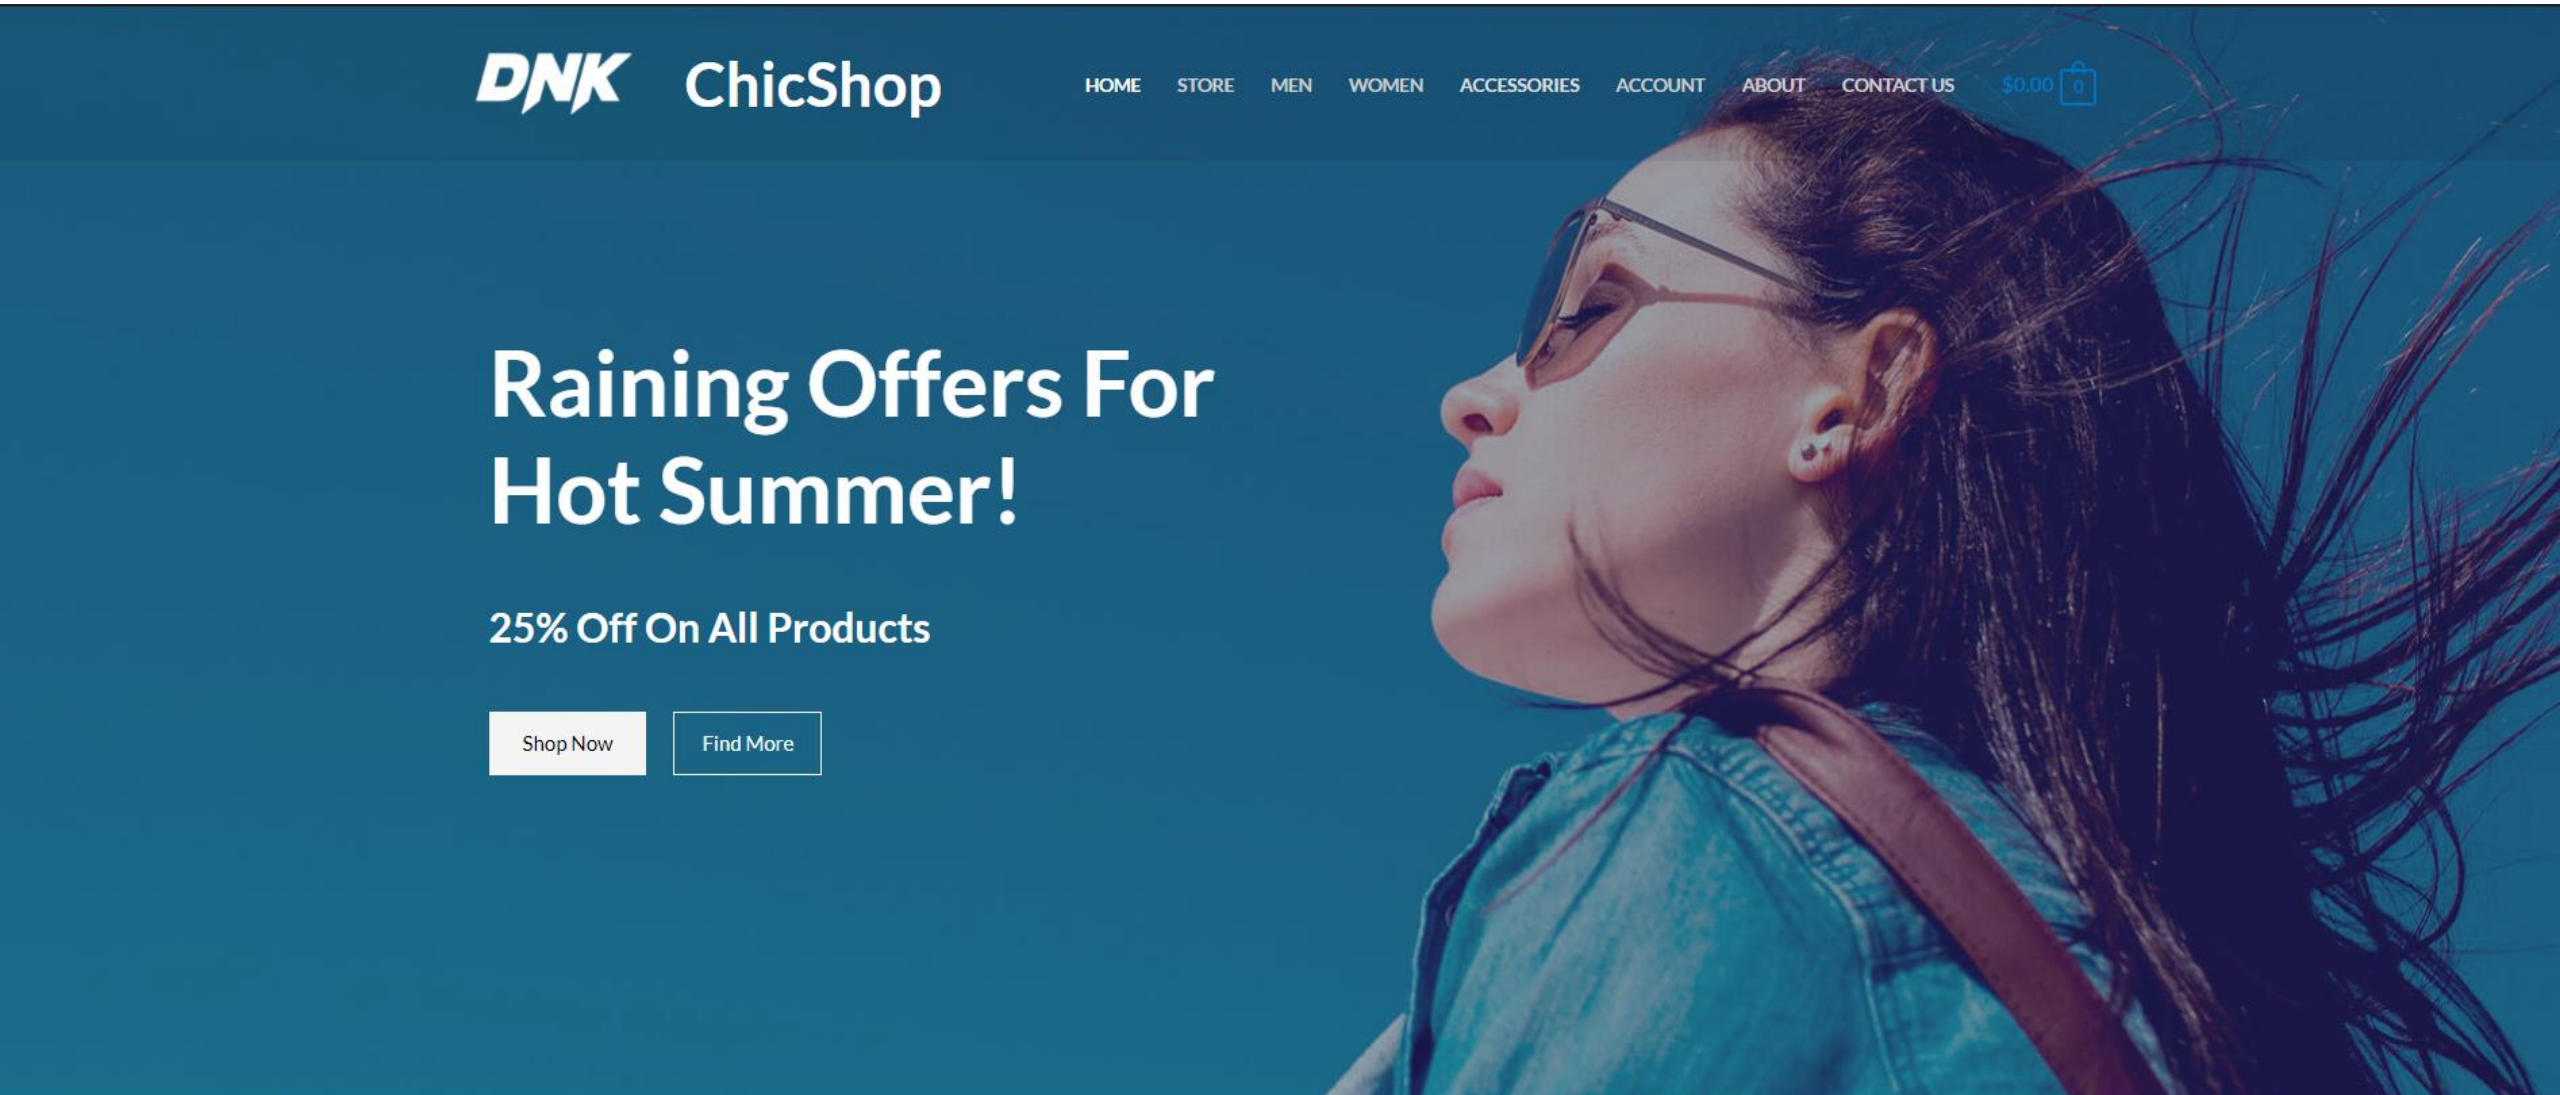 DNK ChicShop HOME STORE MEN WOMEN ACCESSORIES ACCOUNT ABOUT CONTACT US $0.00 0
Raining Offers For
Hot Summer!
25% Off On All Products
Shop Now Find More